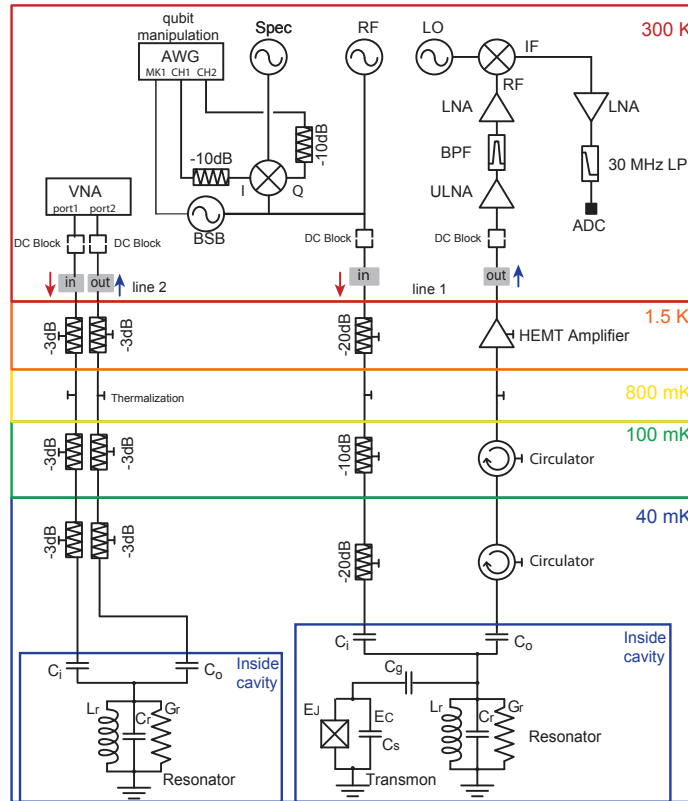 300 K
qubit
manipulation
AWG
MK1 CH1 CH2
Spec
RF
LO
IF
RF
LNA
LNA
BPF
30 MHz LP
ULNA
ADC
-10dB
-10dB
I
Q
BSB
VNA
port1 port2
DC Block
DC Block
DC Block
DC Block
in
out
line 2
in
line 1
out
1.5 K
-3dB
-3dB
-20dB
HEMT Amplifier
800 mK
Thermalization
100 mK
-3dB
-3dB
-10dB
Circulator
40 mK
-3dB
-3dB
-20dB
Circulator
Inside
cavity
Ci
Co
Lr
Cr
Gr
Resonator
Inside
cavity
Ci
Co
Cg
EJ
EC
Cs
Transmon
Lr
Cr
Gr
Resonator